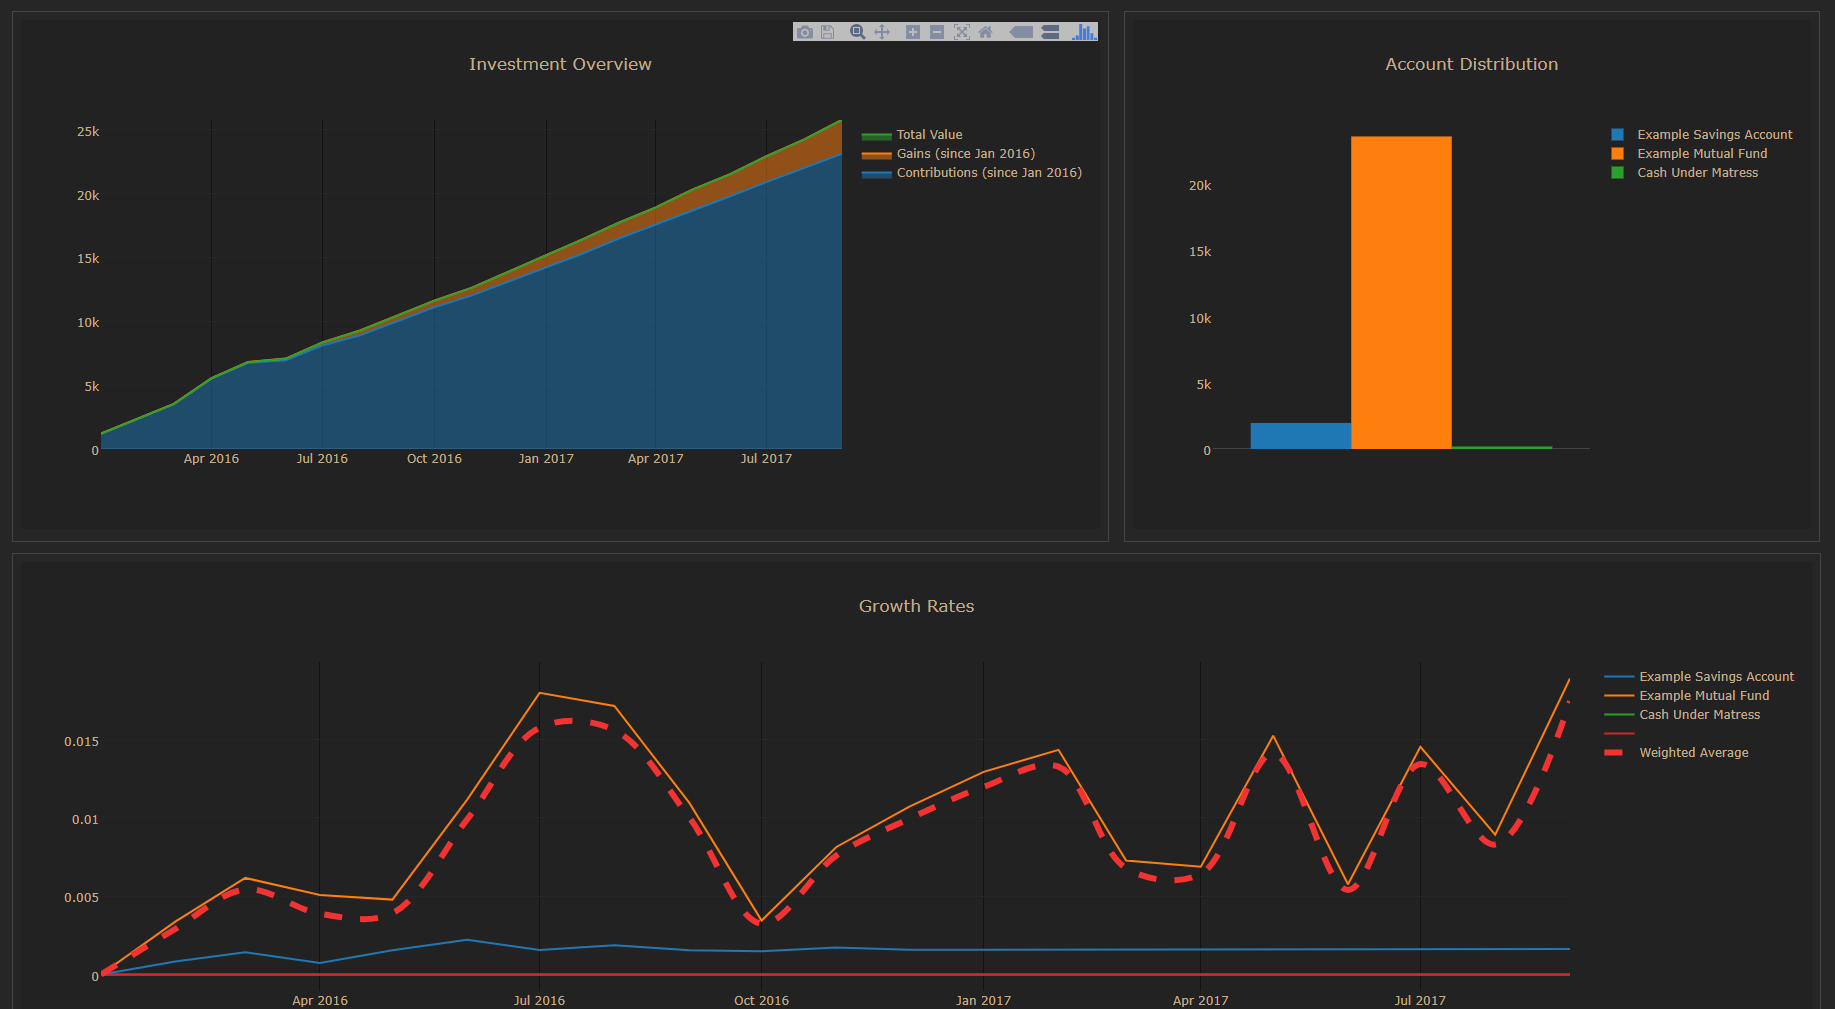 Investment Overview
25k
20k
15k
10k
5k
0
Apr 2016
Jul 2016
Oct 2016
Jan 2017
Apr 2017
Jul 2017
Total Value
Gains (since Jan 2016)
Contributions (since Jan 2016)
Account Distribution
20k
15k
10k
5k
0
Example Savings Account
Example Mutual Fund
Cash Under Matress
Growth Rates
0.015
0.01
0.005
0
Apr 2016
Jul 2016
Oct 2016
Jan 2017
Apr 2017
Jul 2017
Example Savings Account
Example Mutual Fund
Cash Under Matress
Weighted Average